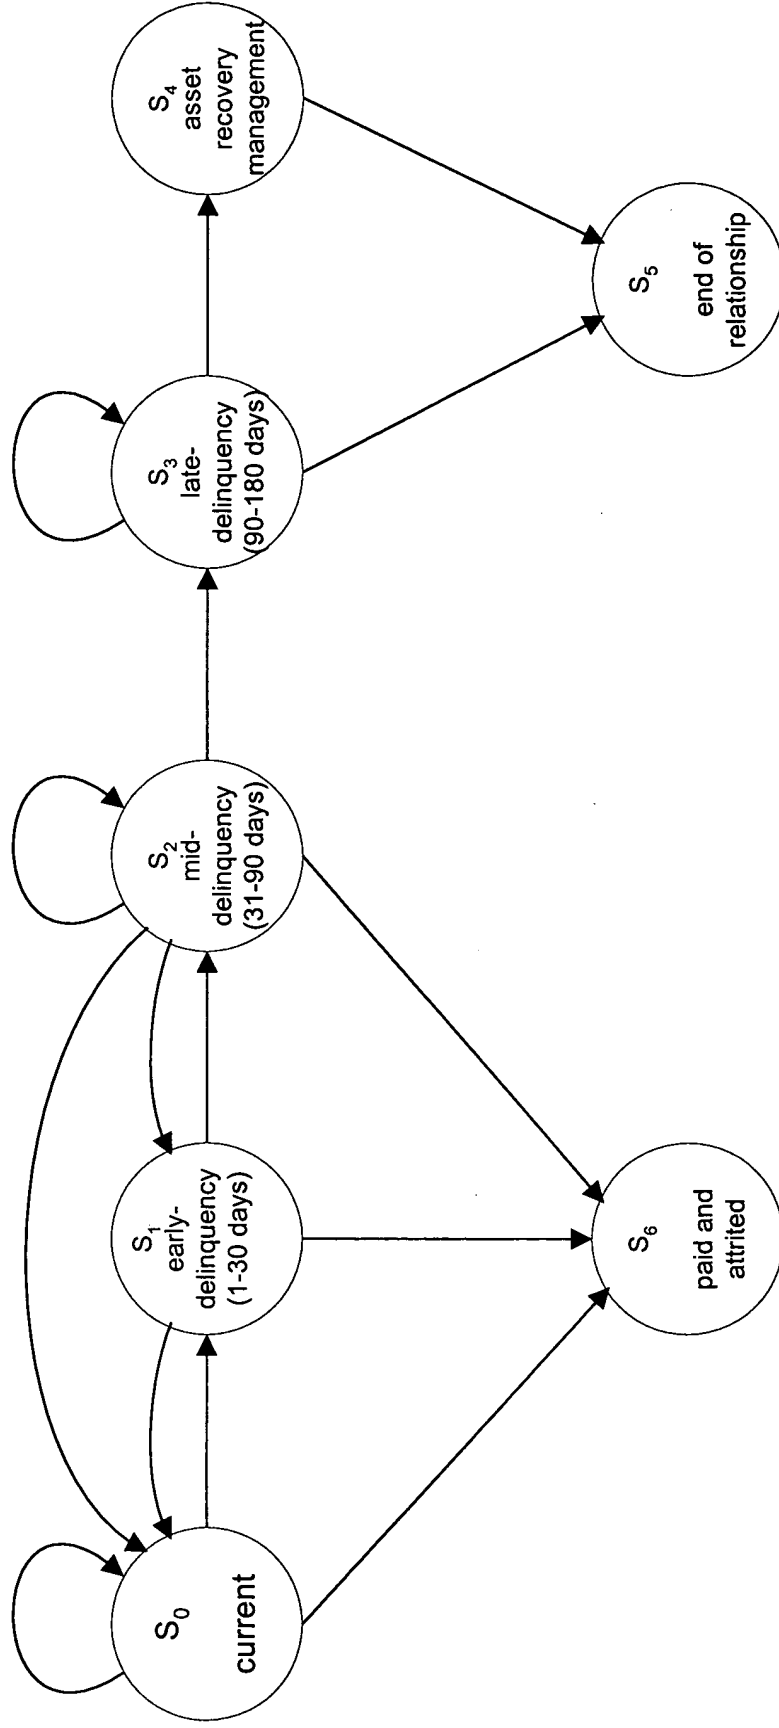 S0
current
S1
early-
delinquency
(1-30 days)
S2
mid-
delinquency
(31-90 days)
S3
late-
delinquency
(90-180 days)
S4
asset
recovery
management
S6
paid and
attrited
S5
end of
relationship